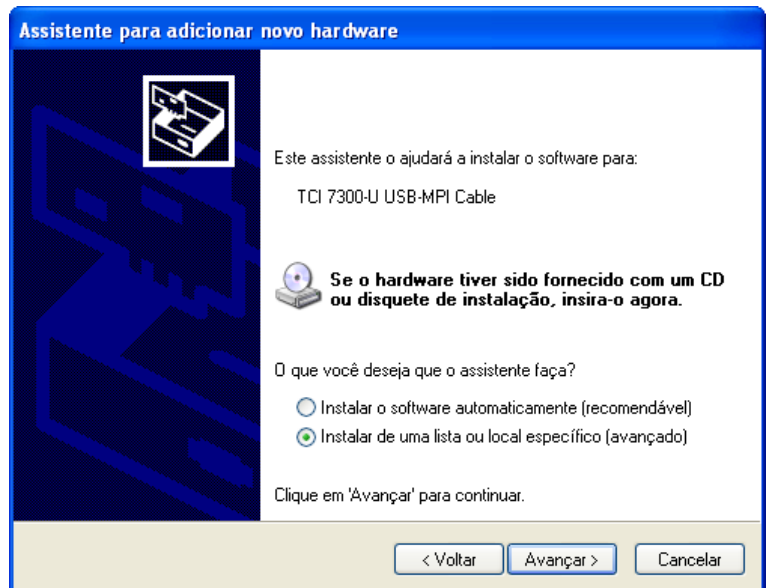 Assistente para adicionar novo hardware
Este assistente o ajudará a instalar o software para:
TCI 7300-U USB-MPI Cable
Se o hardware tiver sido fornecido com um CD
ou disquete de instalação, insira-o agora.
O que você deseja que o assistente faça?
Instalar o software automaticamente (recomendável)
Instalar de uma lista ou local específico (avançado)
Clique em 'Avançar' para continuar.
< Voltar
Avançar >
Cancelar